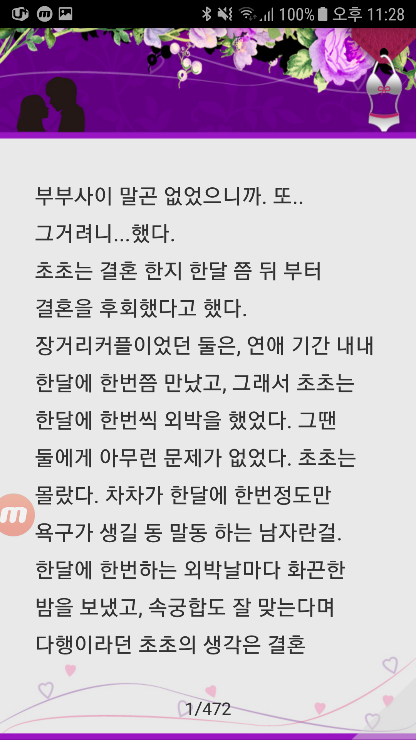 100% 오후 11:28
부부사이 말곤 없었으니까. 또..
그거려니...했다.
초초는 결혼 한지 한달 쯤 뒤 부터
결혼을 후회했다고 했다.
장거리커플이었던 둘은, 연애 기간 내내
한달에 한번쯤 만났고, 그래서 초초는
한달에 한번씩 외박을 했었다. 그땐
둘에게 아무런 문제가 없었다. 초초는
몰랐다. 차차가 한달에 한번정도만
욕구가 생길 동 말동 하는 남자란걸.
한달에 한번하는 외박날마다 화끈한
밤을 보냈고, 속궁합도 잘 맞는다며
다행이라던 초초의 생각은 결혼
1/472